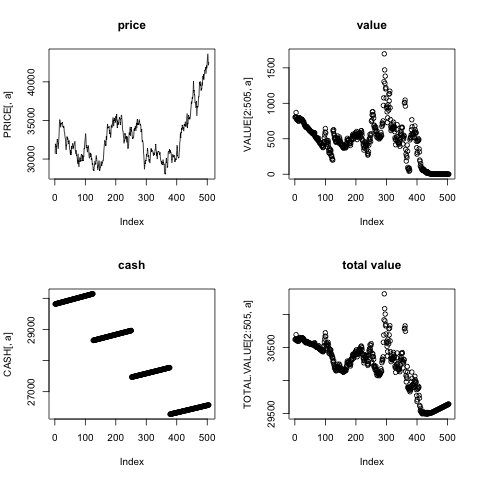 price
value
PRICE[, a]
30000
35000
40000
0 100 200 300 400 500
Index
VALUE[2:505, a]
0
500
1000
1500
0 100 200 300 400 500
Index
cash
total value
CASH[, a]
27000
29000
0 100 200 300 400 500
Index
TOTAL.VALUE[2:505, a]
29500
30500
0 100 200 300 400 500
Index